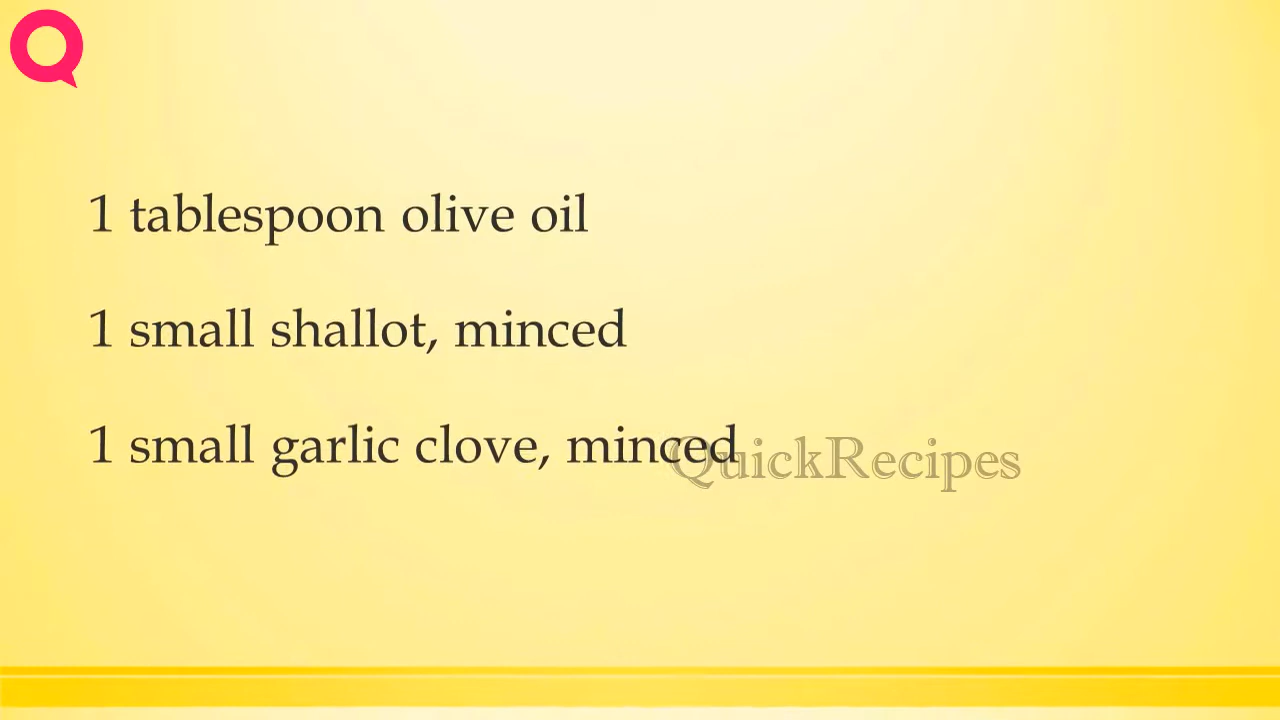 1 tablespoon olive oil
1 small shallot, minced
1 small garlic clove, minced
QuickRecipes